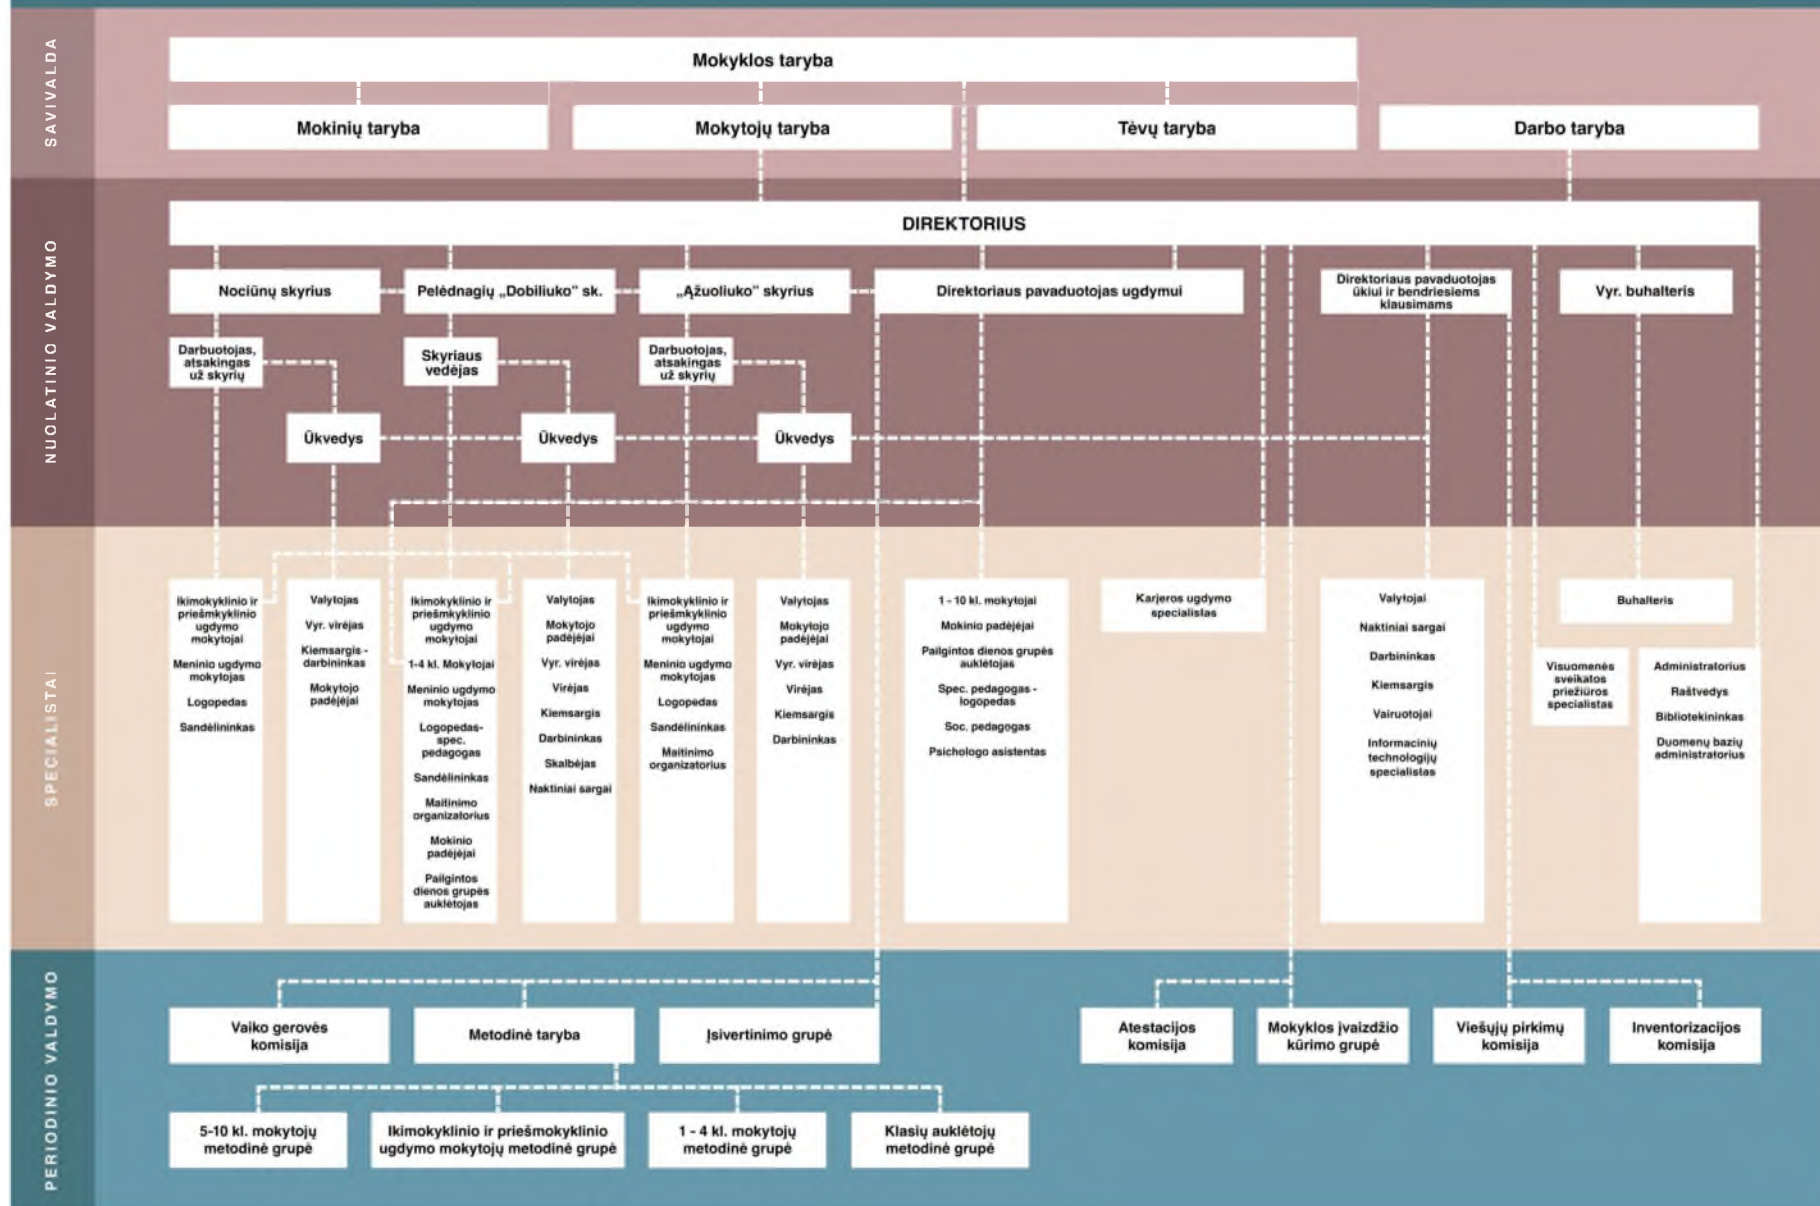 SAVIVALDA
Mokyklos taryba
Mokinių taryba
Mokytojų taryba
Tėvų taryba
Darbo taryba
NUOLATINIO VALDYMO
DIREKTORIUS
Nociūnų skyrius
Pelėdnagių „Dobiliuko“ sk.
„Ąžuoliuko“ skyrius
Direktoriaus pavaduotojas ugdymui
Direktoriaus pavaduotojas
ūkiui ir bendriesiems
klausimams
Vyr. buhalteris
Darbuotojas,
atsakingas
už skyrių
Skyriaus
vedėjas
Darbuotojas,
atsakingas
už skyrių
Ūkvedys
Ūkvedys
Ūkvedys
SPECIALISTAI
Ikimokyklinio ir
priešmkyklinio
ugdymo
mokytojai
Meninio ugdymo
mokytojas
Logopedas
Sandėlininkas
Valytojas
Vyr. virėjas
Kiemsargis -
darbininkas
Mokytojo
padėjėjai
Ikimokyklinio ir
priešmkyklinio
ugdymo
mokytojai
1-4 kl. Mokytojai
Meninio ugdymo
mokytojas
Logopedas-
spec.
pedagogas
Sandėlininkas
Maitinimo
organizatorius
Mokinio
padėjėjai
Pailgintos
dienos grupės
auklėtojas
Valytojas
Mokytojo
padėjėjai
Vyr. virėjas
Virėjas
Kiemsargis
Darbininkas
Skalbėjas
Naktiniai sargai
Ikimokyklinio ir
priešmkyklinio
ugdymo
mokytojai
Meninio ugdymo
mokytojas
Logopedas
Sandėlininkas
Maitinimo
organizatorius
Valytojas
Mokytojo
padėjėjai
Vyr. virėjas
Virėjas
Kiemsargis
Darbininkas
1 - 10 kl. mokytojai
Mokinio padėjėjai
Pailgintos dienos grupės
auklėtojas
Spec. pedagogas -
logopedas
Soc. pedagogas
Psichologo asistentas
Karjeros ugdymo
specialistas
Valytojai
Naktiniai sargai
Darbininkas
Kiemsargis
Vairuotojai
Informacinių
technologijų
specialistas
Buhalteris
Visuomenės
sveikatos
priežiūros
specialistas
Administratorius
Raštvedys
Bibliotekininkas
Duomenų bazių
administratorius
PERIODINIO VALDYMO
Vaiko gerovės
komisija
Metodinė taryba
Įsivertinimo grupė
Atestacijos
komisija
Mokyklos įvaizdžio
kūrimo grupė
Viešųjų pirkimų
komisija
Inventorizacijos
komisija
5-10 kl. mokytojų
metodinė grupė
Ikimokyklinio ir priešmokyklinio
ugdymo mokytojų metodinė grupė
1 - 4 kl. mokytojų
metodinė grupė
Klasių auklėtojų
metodinė grupė